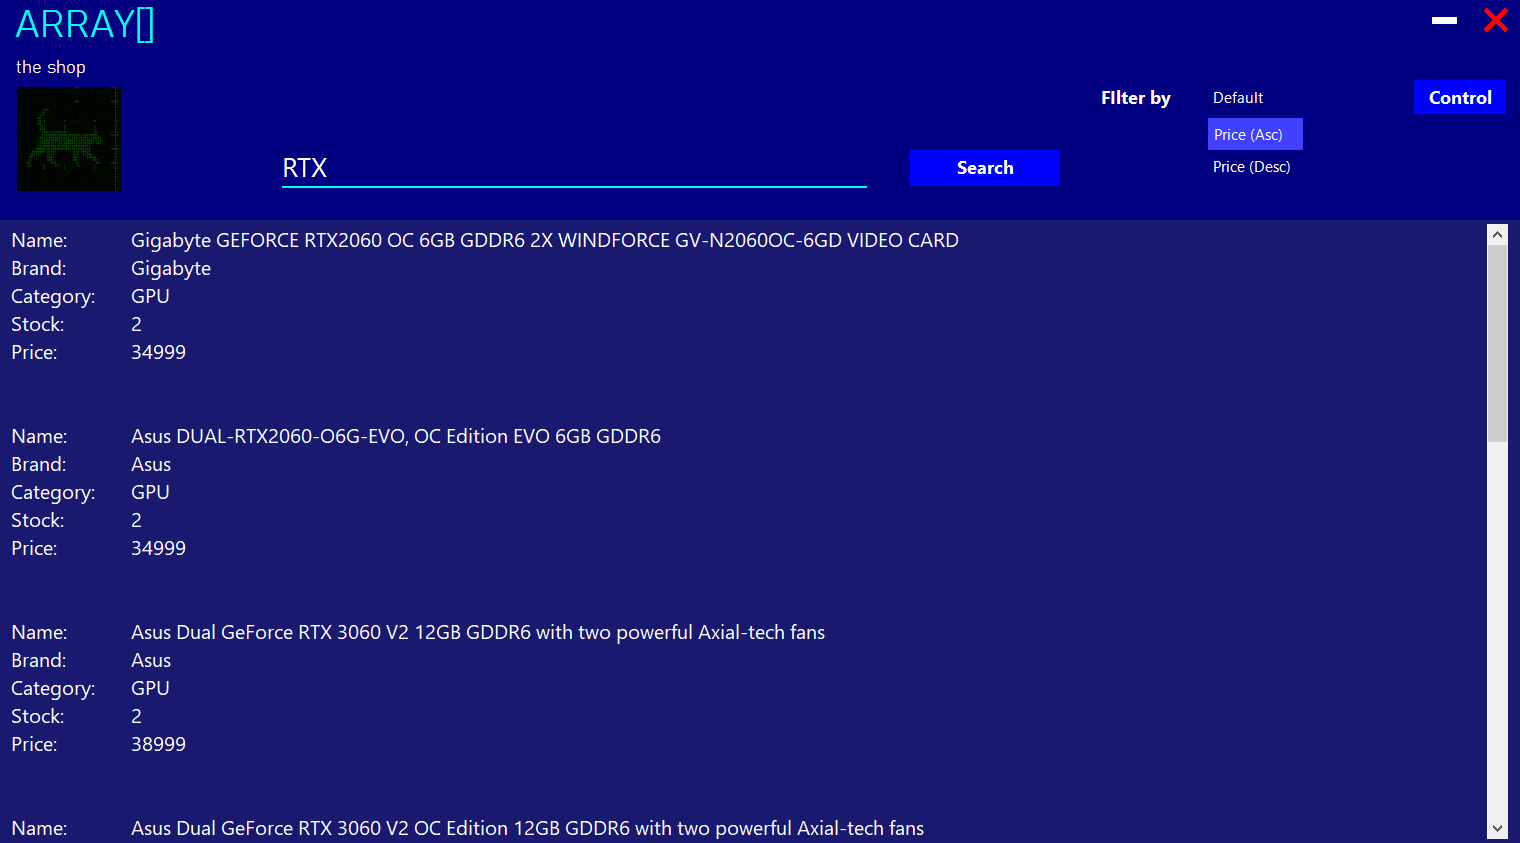 ARRAY[]
the shop
FIlter by
Default
Control
Price (Asc)
RTX
Search
Price (Desc)
Name: Gigabyte GEFORCE RTX2060 OC 6GB GDDR6 2X WINDFORCE GV-N2060OC-6GD VIDEO CARD
Brand: Gigabyte
Category: GPU
Stock: 2
Price: 34999
Name: Asus DUAL-RTX2060-O6G-EVO, OC Edition EVO 6GB GDDR6
Brand: Asus
Category: GPU
Stock: 2
Price: 34999
Name: Asus Dual GeForce RTX 3060 V2 12GB GDDR6 with two powerful Axial-tech fans
Brand: Asus
Category: GPU
Stock: 2
Price: 38999
Name: Asus Dual GeForce RTX 3060 V2 OC Edition 12GB GDDR6 with two powerful Axial-tech fans